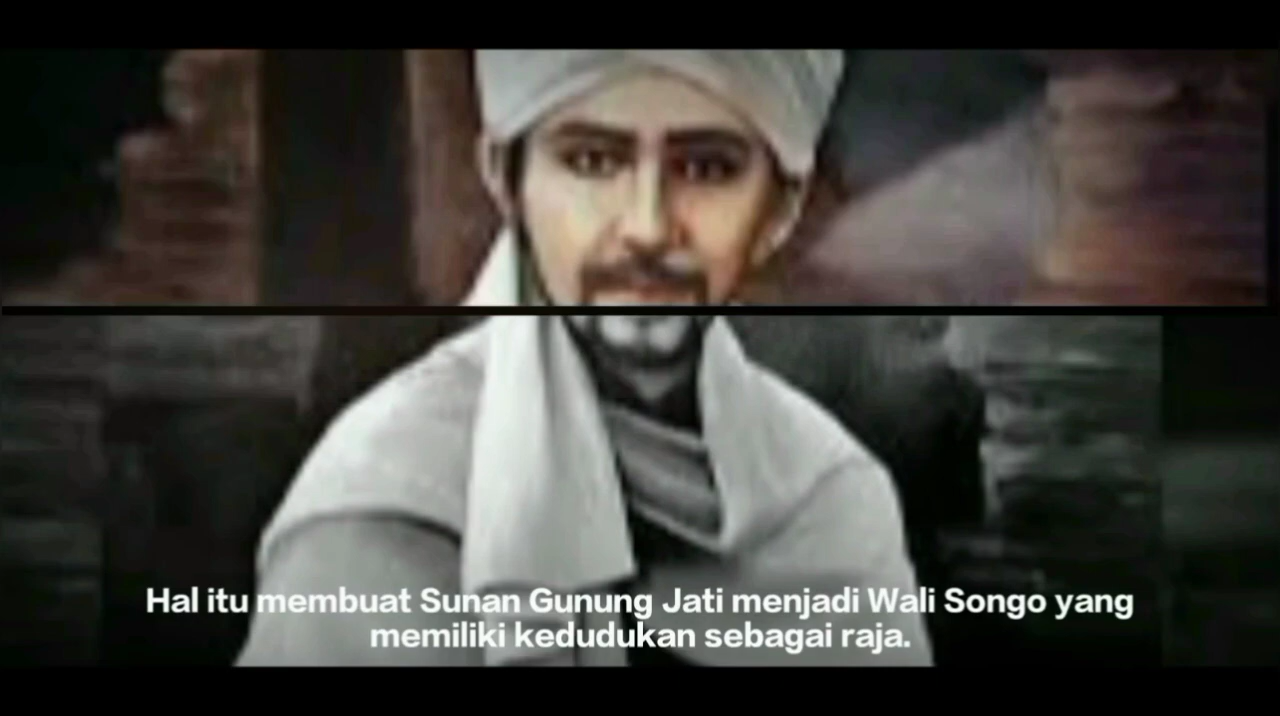 Hal itu membuat Sunan Gunung Jati menjadi Wali Songo yang
memiliki kedudukan sebagai raja.